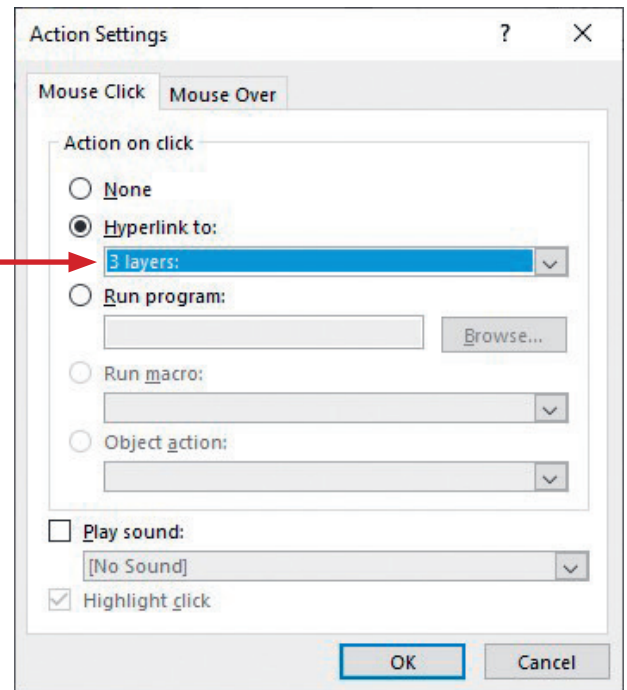 Action Settings ? X
Mouse Click Mouse Over
Action on click
None
Hyperlink to:
3 layers:
Run program:
Browse...
Run macro:
Object action:
Play sound:
[No Sound]
Highlight click
OK Cancel